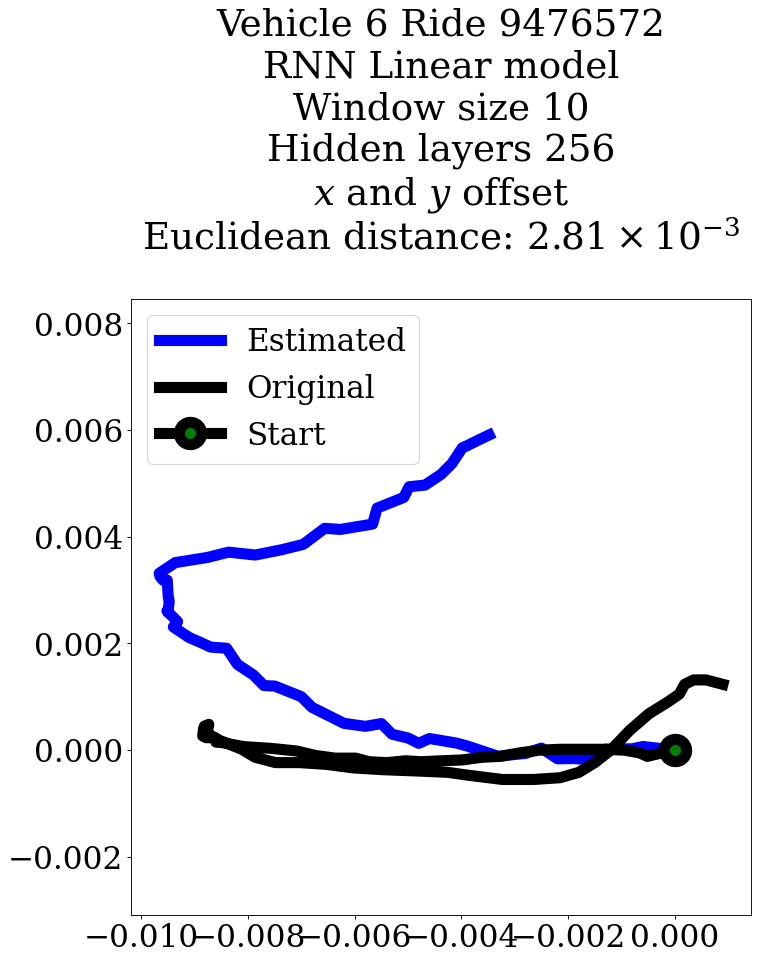 Vehicle 6 Ride 9476572
RNN Linear model
Window size 10
Hidden layers 256
x and y offset
Euclidean distance: 2.81 × 10⁻³
Estimated
Original
Start
0.008
0.006
0.004
0.002
0.000
−0.002
−0.010 −0.008 −0.006 −0.004 −0.002 0.000